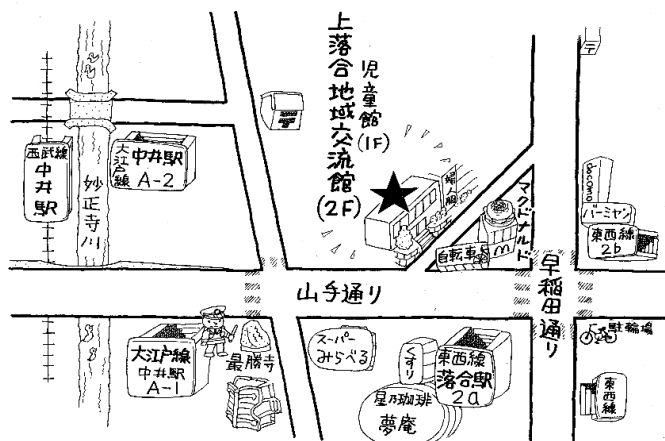 上落合地域交流館
(2F)
児童館
(1F)
西武線
中井駅
妙正寺川
大江戸線
中井駅
A-2
婦人服
自転車
マクドナルド
m
docomo
バーミヤン
東西線
2b
〒
山手通り
早稲田通り
大江戸線
中井駅
A-1
最勝寺
スーパー
みらべる
くすり
東西線
落合駅
2a
星乃珈琲
夢庵
駐輪場
東西線